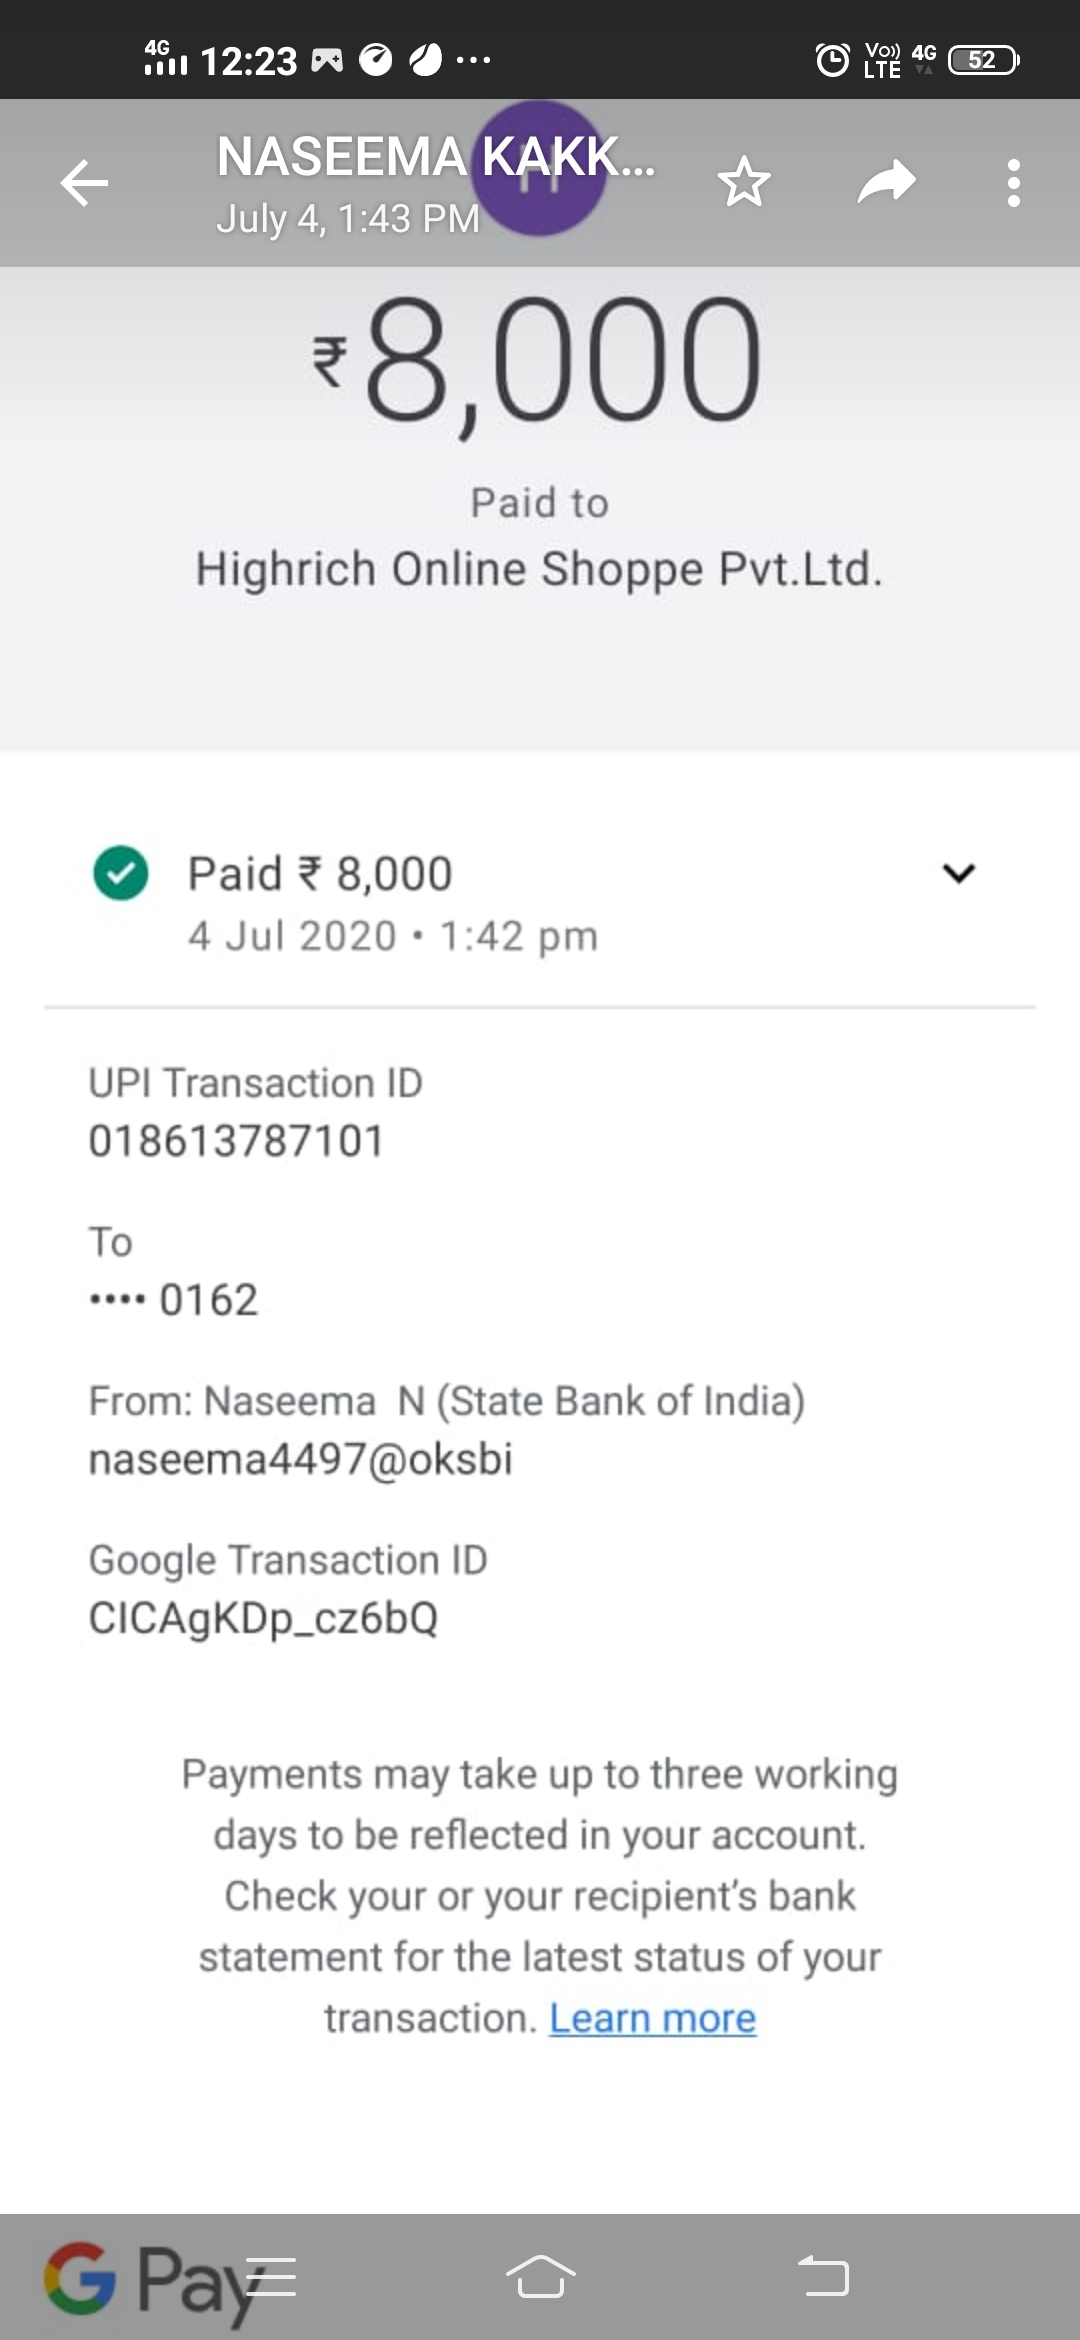 4G 12:23 ... Vo)) LTE 4G 52
NASEEMA KAKK...
July 4, 1:43 PM
H
₹8,000
Paid to
Highrich Online Shoppe Pvt.Ltd.
Paid ₹ 8,000
4 Jul 2020 • 1:42 pm
UPI Transaction ID
018613787101
To
•••• 0162
From: Naseema N (State Bank of India)
naseema4497@oksbi
Google Transaction ID
CICAgKDp_cz6bQ
Payments may take up to three working
days to be reflected in your account.
Check your or your recipient's bank
statement for the latest status of your
transaction. Learn more
G Pay